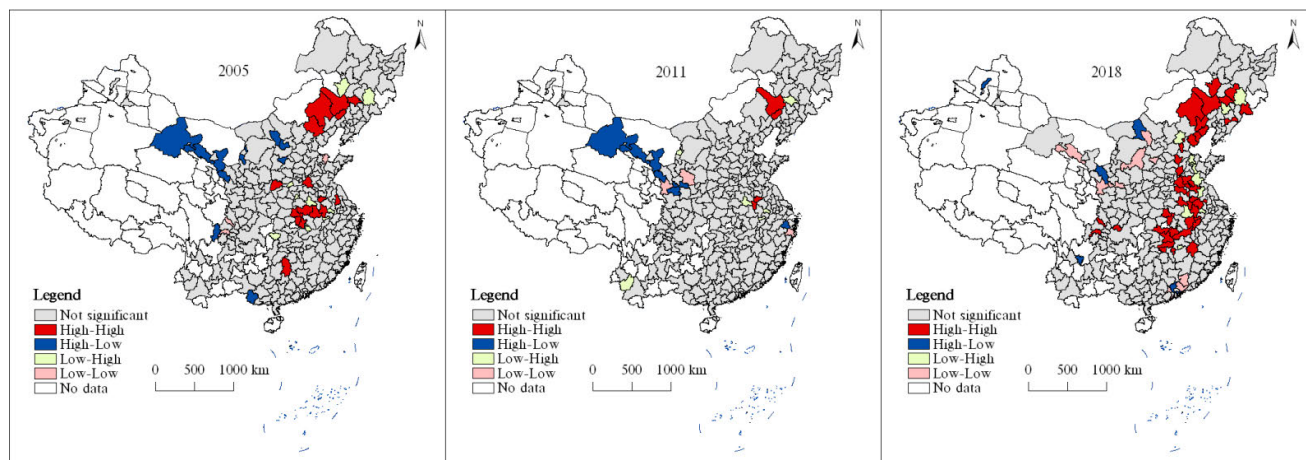 N
2005
Legend
Not significant
High-High
High-Low
Low-High
Low-Low
No data
0 500 1000 km
N
2011
Legend
Not significant
High-High
High-Low
Low-High
Low-Low
No data
0 500 1000 km
N
2018
Legend
Not significant
High-High
High-Low
Low-High
Low-Low
No data
0 500 1000 km